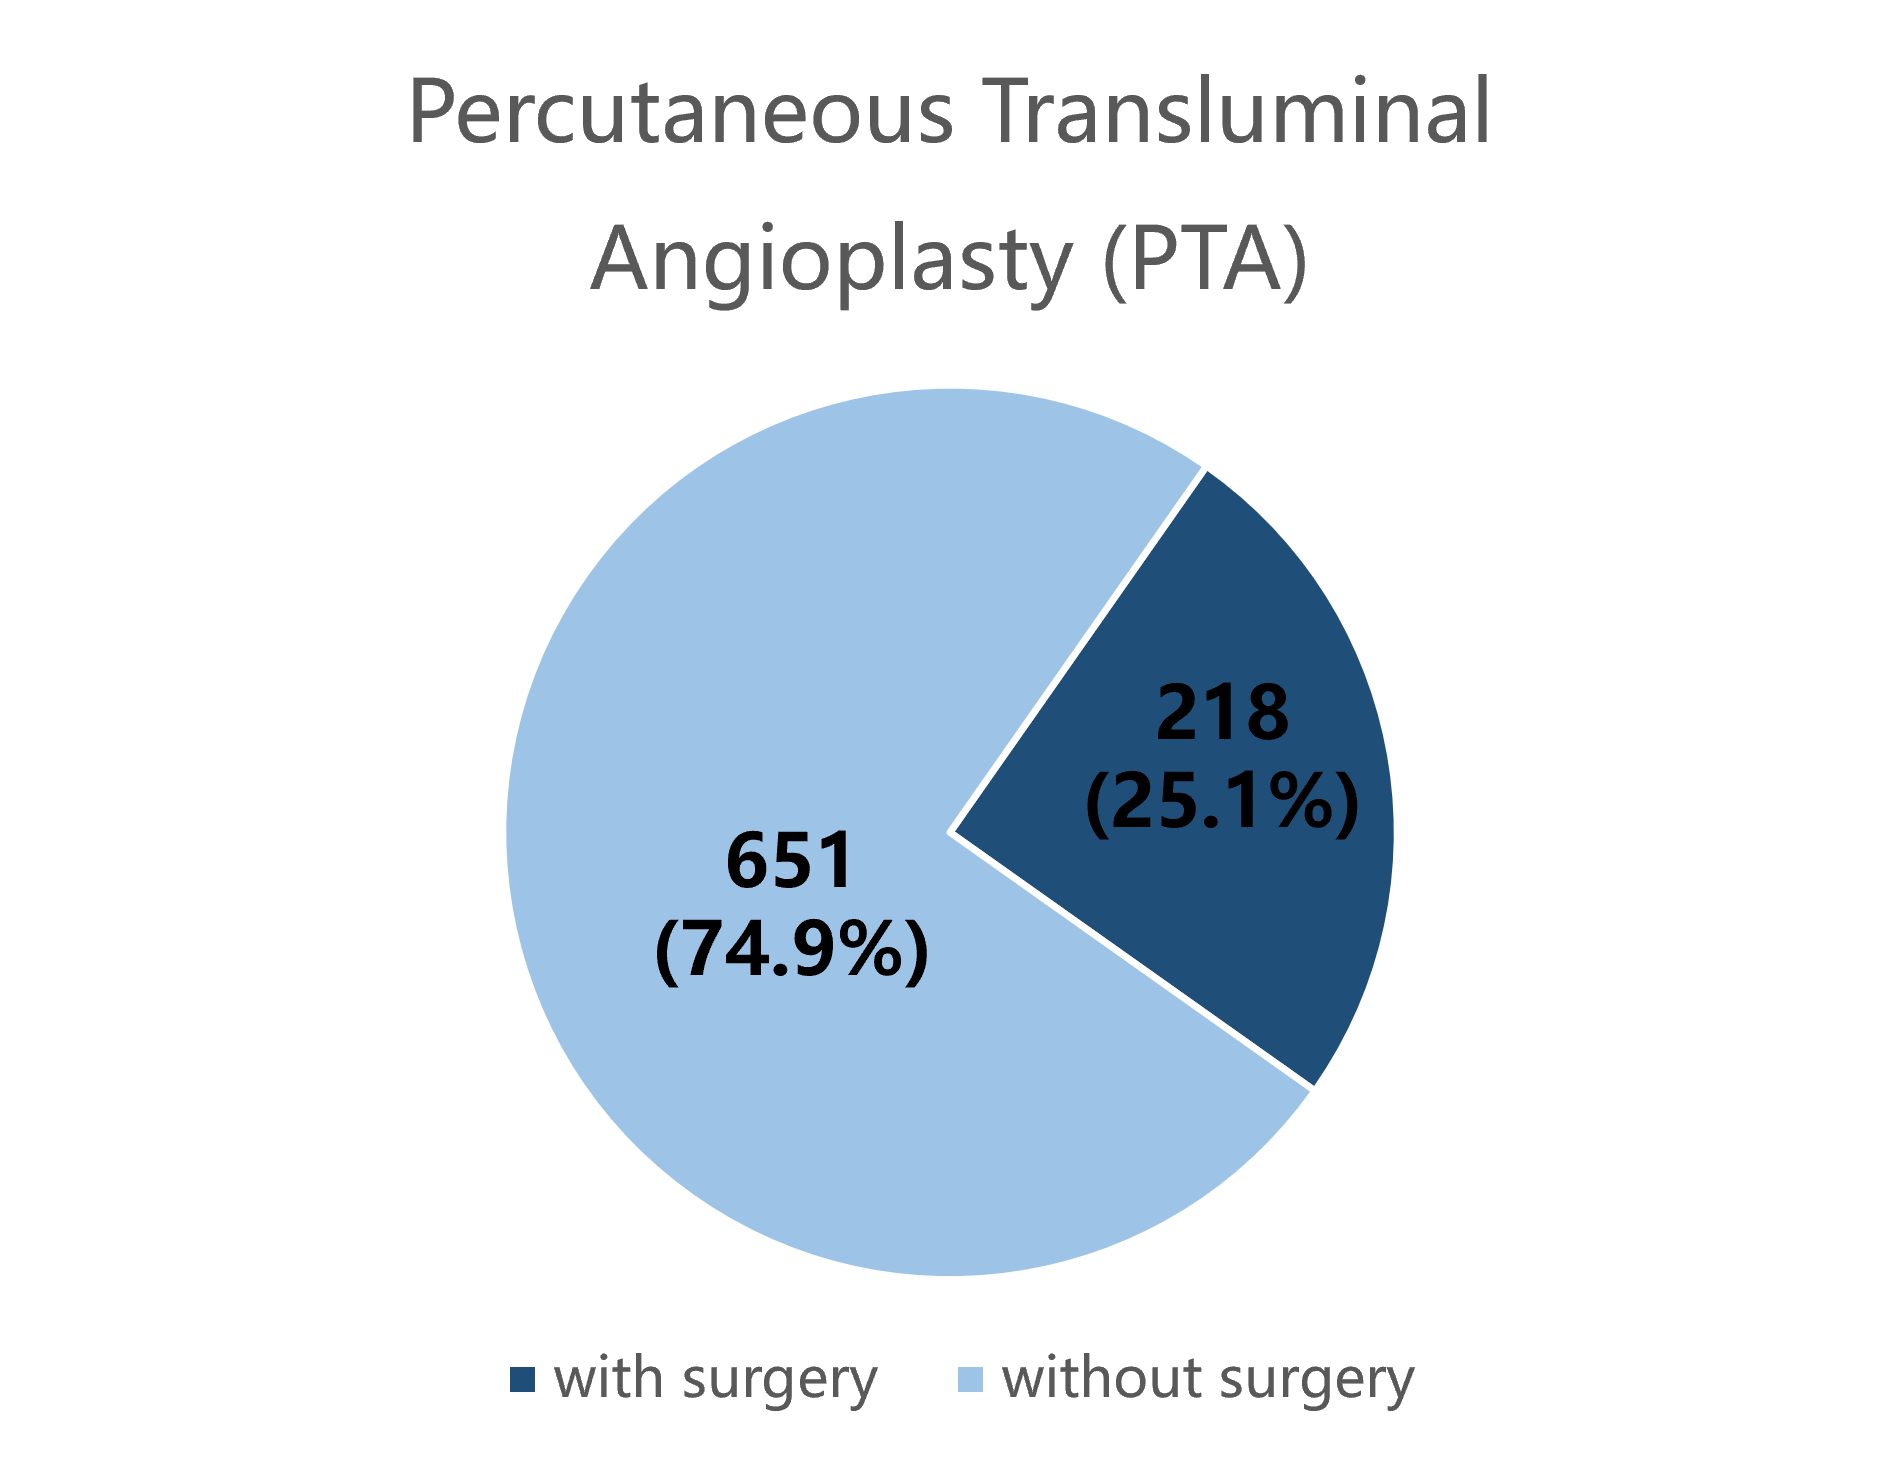 Percutaneous Transluminal
Angioplasty (PTA)
218
(25.1%)
651
(74.9%)
with surgery
without surgery